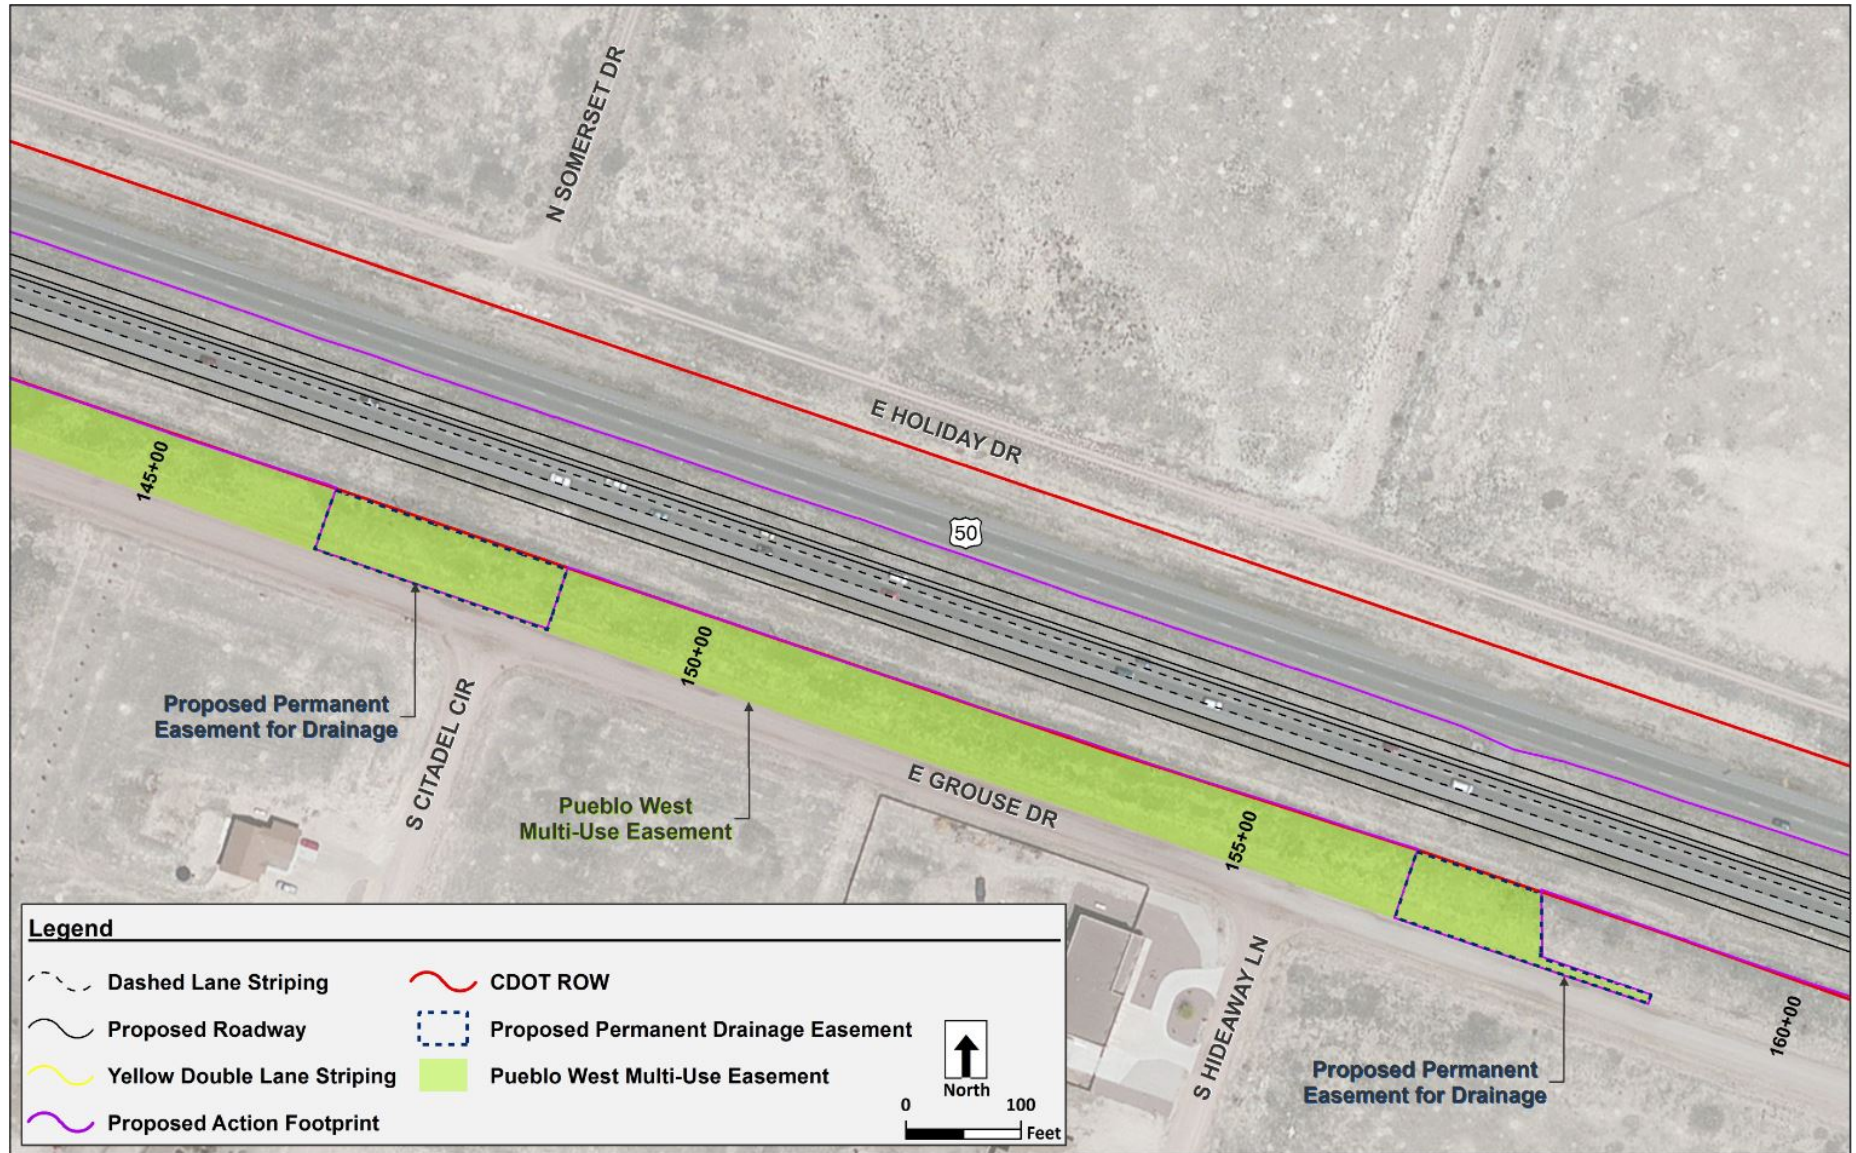 N SOMERSET DR
E HOLIDAY DR
50
145+00
150+00
Proposed Permanent
Easement for Drainage
S CITADEL CIR
Pueblo West
Multi-Use Easement
E GROUSE DR
155+00
S HIDEAWAY LN
160+00
Proposed Permanent
Easement for Drainage
Legend
Dashed Lane Striping
Proposed Roadway
Yellow Double Lane Striping
Proposed Action Footprint
CDOT ROW
Proposed Permanent Drainage Easement
Pueblo West Multi-Use Easement
North
0 100
Feet